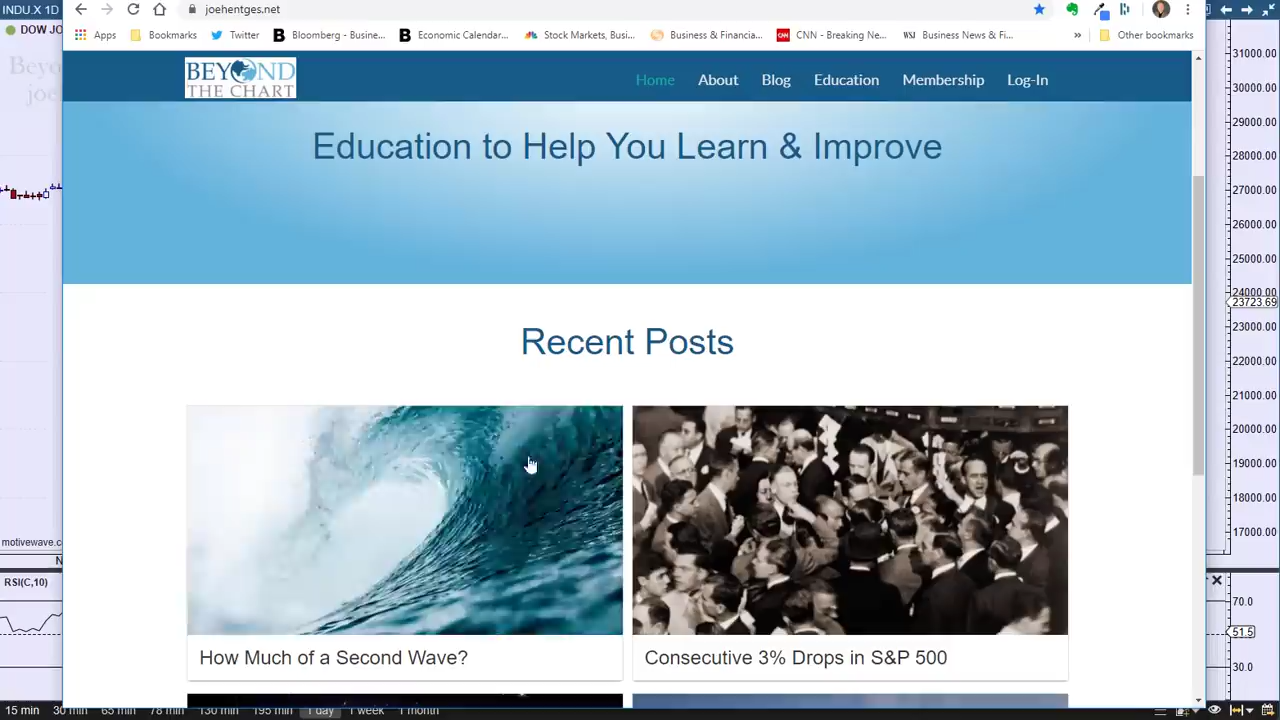 INDU.X 1D
joehentges.net
DOW JO
Apps
Bookmarks
Twitter
Bloomberg - Busine...
Economic Calendar...
Stock Markets, Busi...
Business & Financia...
CNN - Breaking Ne...
WSJ Business News & Fi...
»
Other bookmarks
BEYOND
THE CHART
Home
About
Blog
Education
Membership
Log-In
Beyo
joe
Education to Help You Learn & Improve
Recent Posts
How Much of a Second Wave?
Consecutive 3% Drops in S&P 500
31000.00
30000.00
29000.00
28000.00
27000.00
26000.00
25000.00
24000.00
23723.69
23000.00
22000.00
21000.00
20000.00
19000.00
18000.00
17000.00
motivewave.c
N
RSI(C,10)
70.0
51.5
30.0
15 min
30 min
65 min
78 min
130 min
195 min
1 day
1 week
1 month